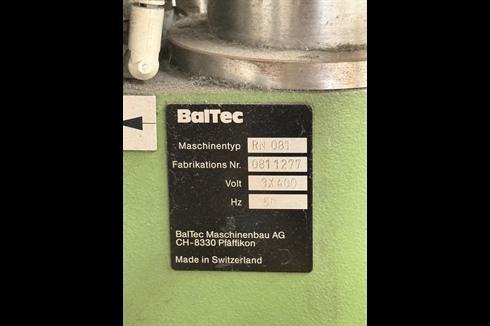 BalTec
Maschinentyp RN 081
Fabrikations Nr. 0811277
Volt 3X400
Hz 50
BalTec Maschinenbau AG
CH-8330 Pfäffikon
Made in Switzerland